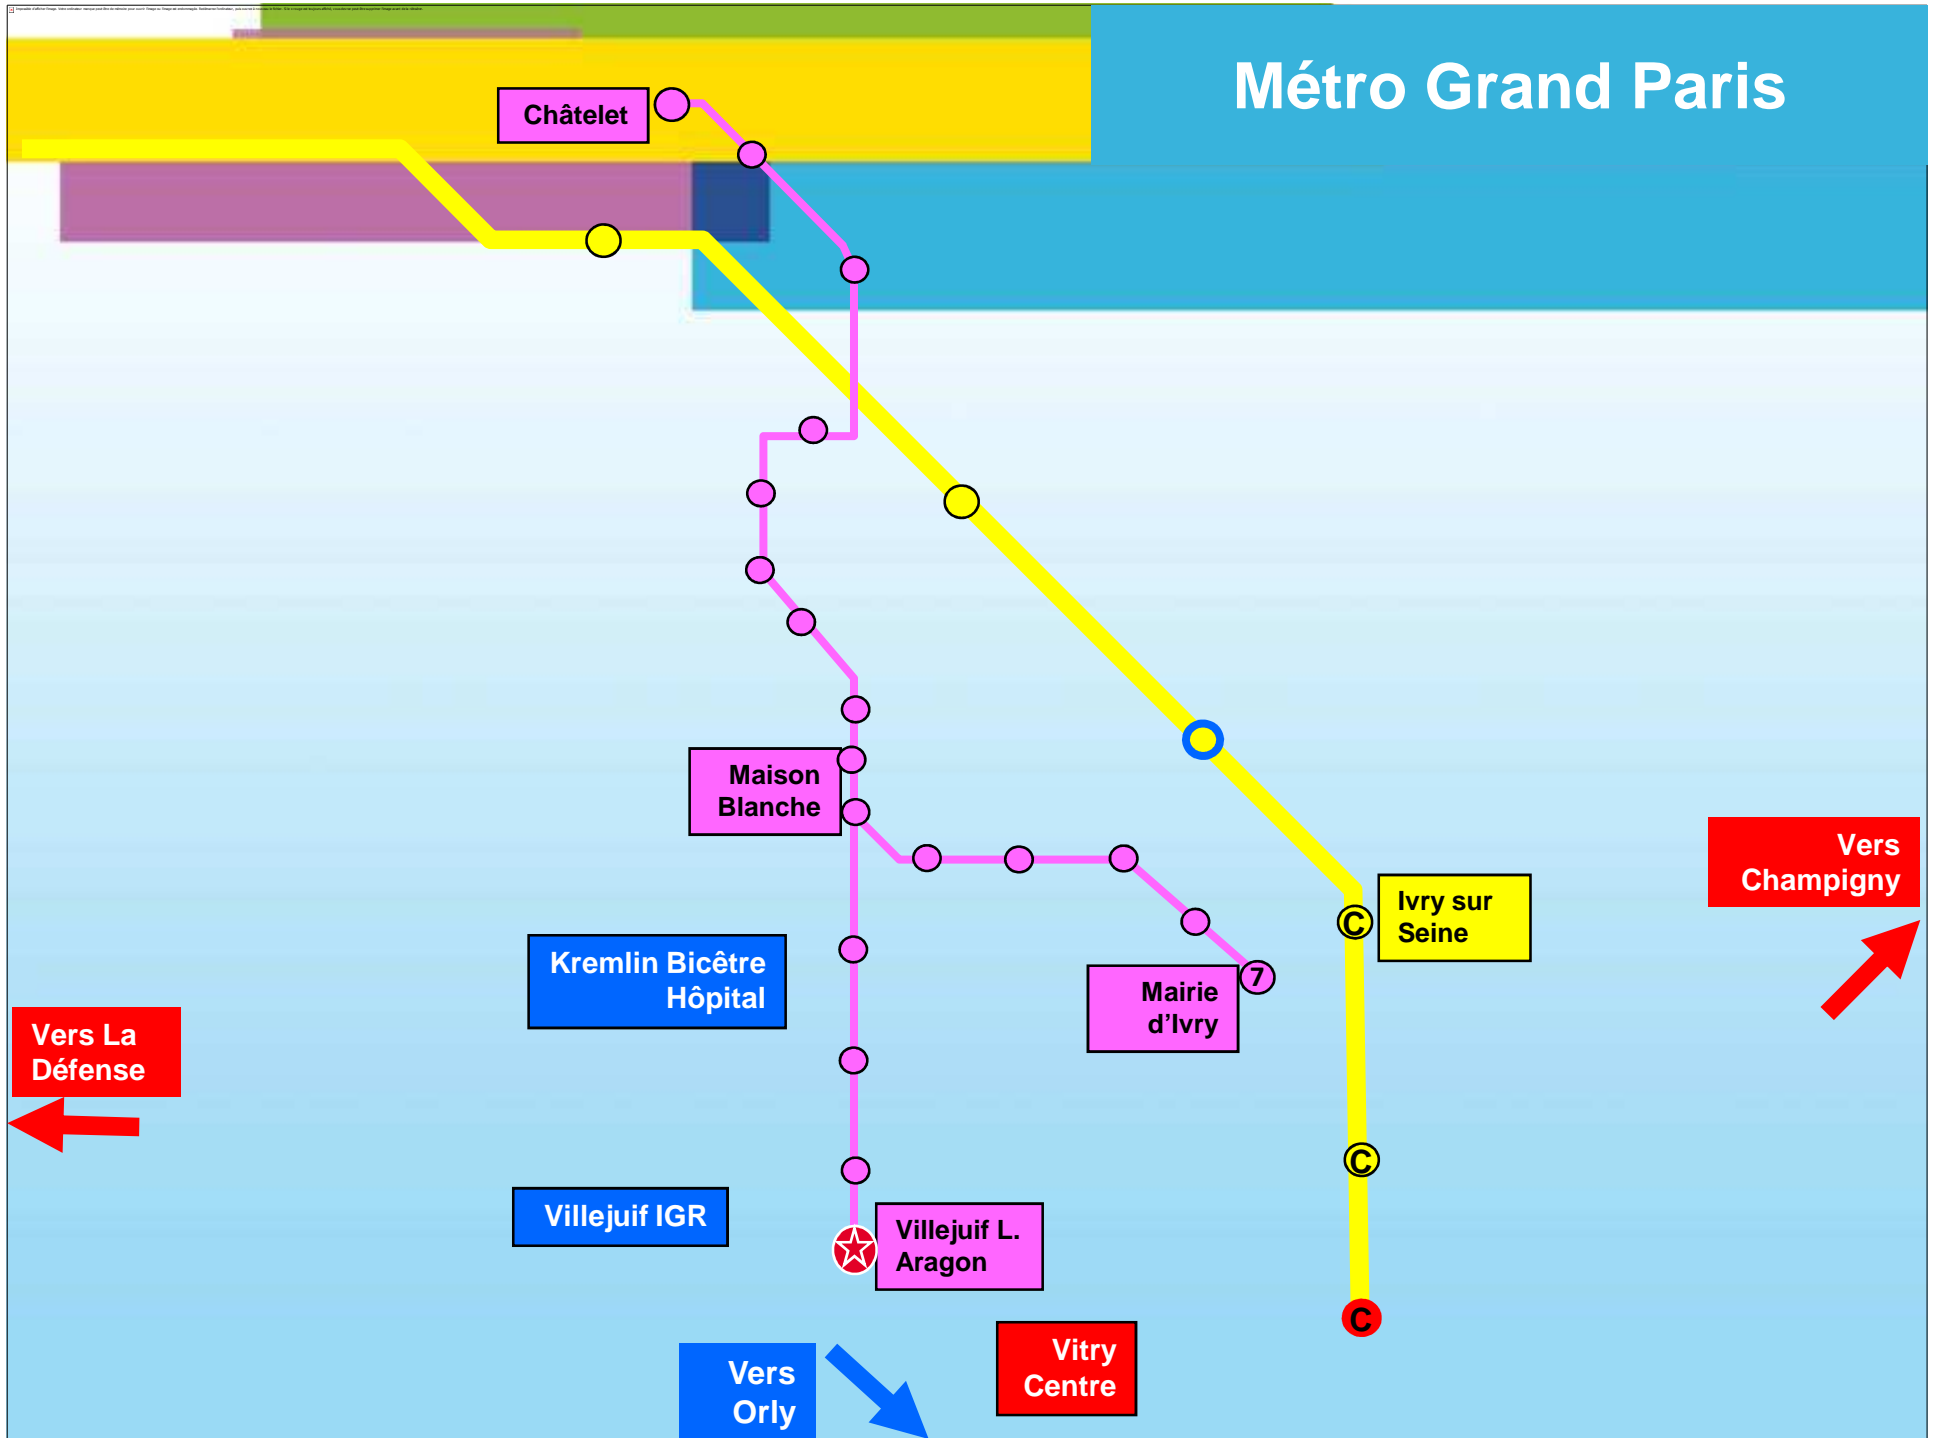 Métro Grand Paris
Châtelet
Maison
Blanche
Vers
Champigny
Ivry sur
Seine
C
Kremlin Bicêtre
Hôpital
7
Mairie
d'Ivry
Vers La
Défense
C
Villejuif IGR
Villejuif L.
Aragon
C
Vitry
Centre
Vers
Orly